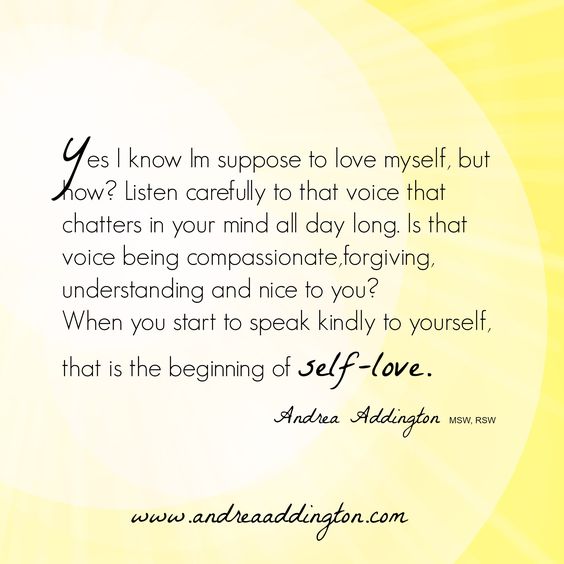 Yes I know Im suppose to love myself, but
how? Listen carefully to that voice that
chatters in your mind all day long. Is that
voice being compassionate,forgiving,
understanding and nice to you?
When you start to speak kindly to yourself,
that is the beginning of self-love.
Andrea Addington MSW, RSW
www.andreaaddington.com